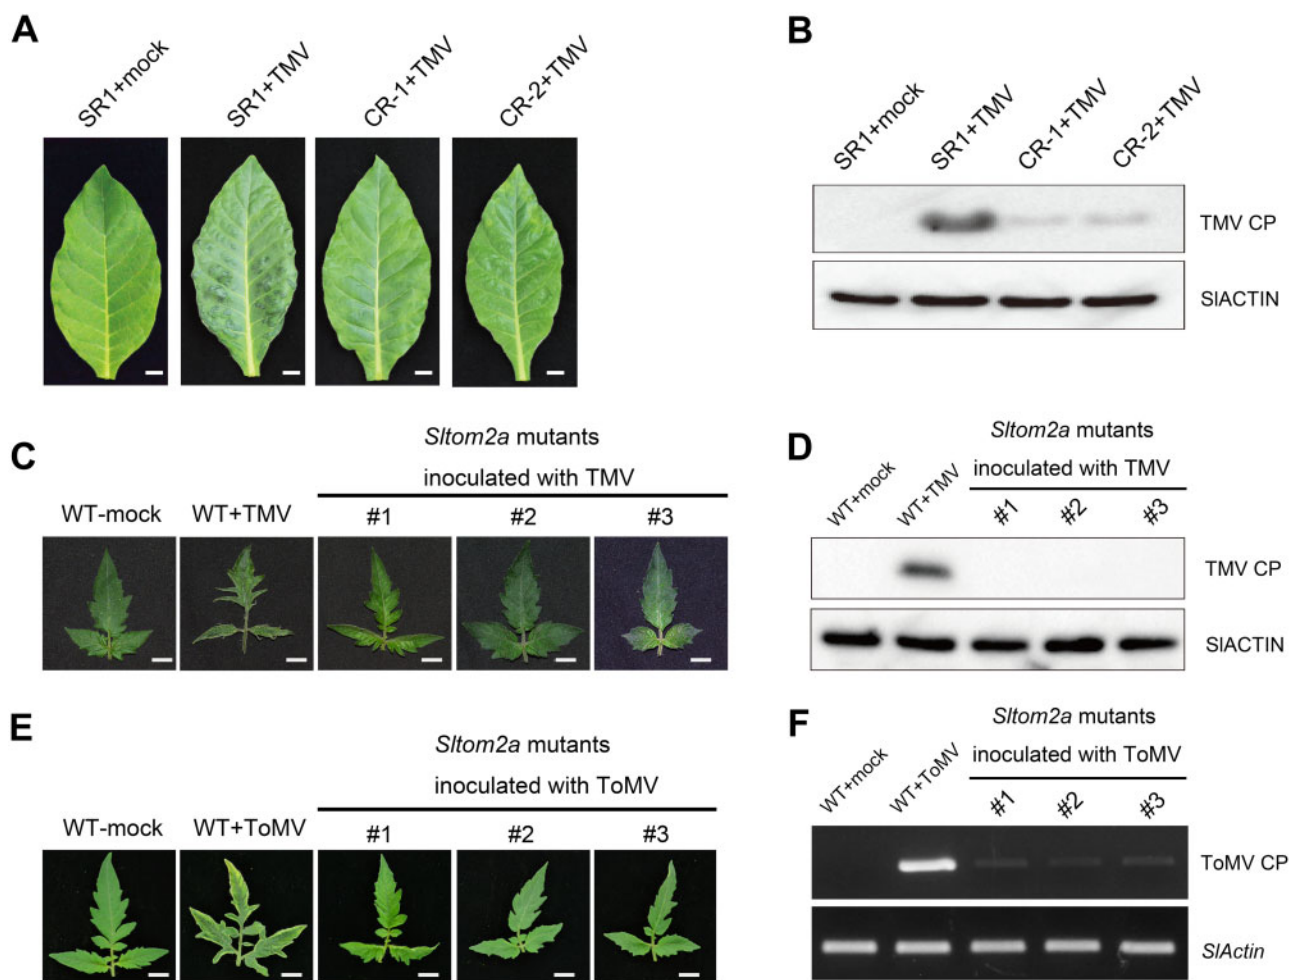 A
SR1+mock
SR1+TMV
CR-1+TMV
CR-2+TMV
B
SR1+mock
SR1+TMV
CR-1+TMV
CR-2+TMV
TMV CP
SlACTIN
C
Sltom2a mutants
inoculated with TMV
WT-mock
WT+TMV
#1
#2
#3
D
Sltom2a mutants
inoculated with TMV
WT+mock
WT+TMV
#1
#2
#3
TMV CP
SlACTIN
E
Sltom2a mutants
inoculated with ToMV
WT-mock
WT+ToMV
#1
#2
#3
F
Sltom2a mutants
inoculated with ToMV
WT+mock
WT+ToMV
#1
#2
#3
ToMV CP
SlActin